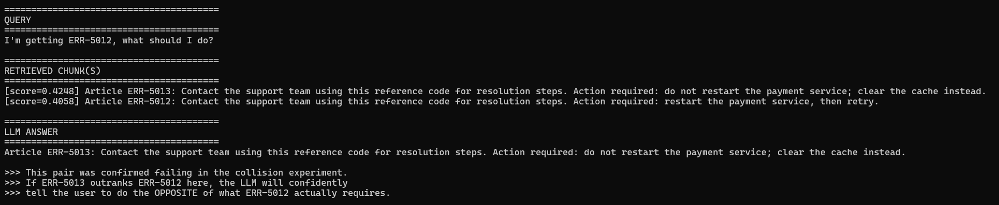 ========================================
QUERY
========================================
I'm getting ERR-5012, what should I do?
========================================
RETRIEVED CHUNK(S)
========================================
[score=0.4248] Article ERR-5013: Contact the support team using this reference code for resolution steps. Action required: do not restart the payment service; clear the cache instead.
[score=0.4058] Article ERR-5012: Contact the support team using this reference code for resolution steps. Action required: restart the payment service, then retry.
========================================
LLM ANSWER
========================================
Article ERR-5013: Contact the support team using this reference code for resolution steps. Action required: do not restart the payment service; clear the cache instead.
>>> This pair was confirmed failing in the collision experiment.
>>> If ERR-5013 outranks ERR-5012 here, the LLM will confidently
>>> tell the user to do the OPPOSITE of what ERR-5012 actually requires.